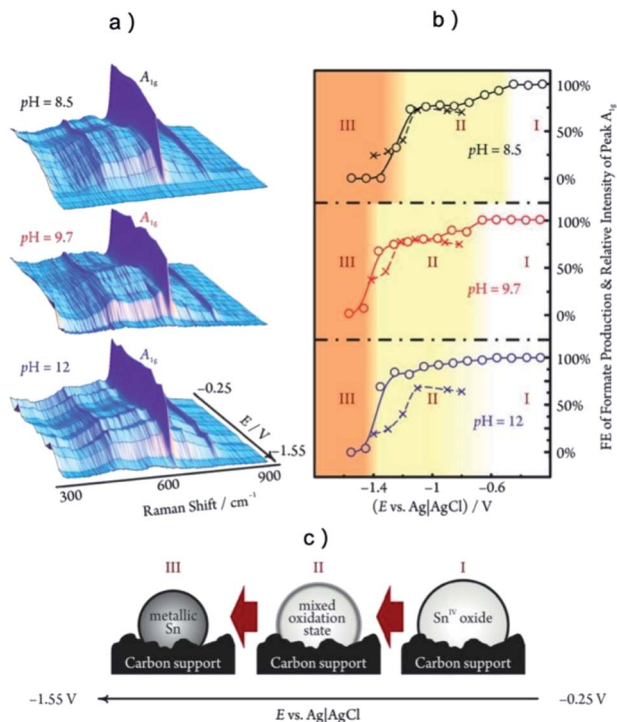 a )
A1g
pH = 8.5
A1g
pH = 9.7
A1g
pH = 12
−0.25
E / V
−1.55
300
600
900
Raman Shift / cm−1
b )
III
II
I
pH = 8.5
100%
50%
0%
III
II
I
pH = 9.7
100%
50%
0%
III
II
I
pH = 12
100%
50%
0%
−1.4
−1
−0.6
(E vs. Ag|AgCl) / V
FE of Formate Production & Relative Intensity of Peak A1g
c )
III
II
I
metallic
Sn
mixed
oxidation
state
SnIV oxide
Carbon support
Carbon support
Carbon support
−1.55 V
−0.25 V
E vs. Ag|AgCl